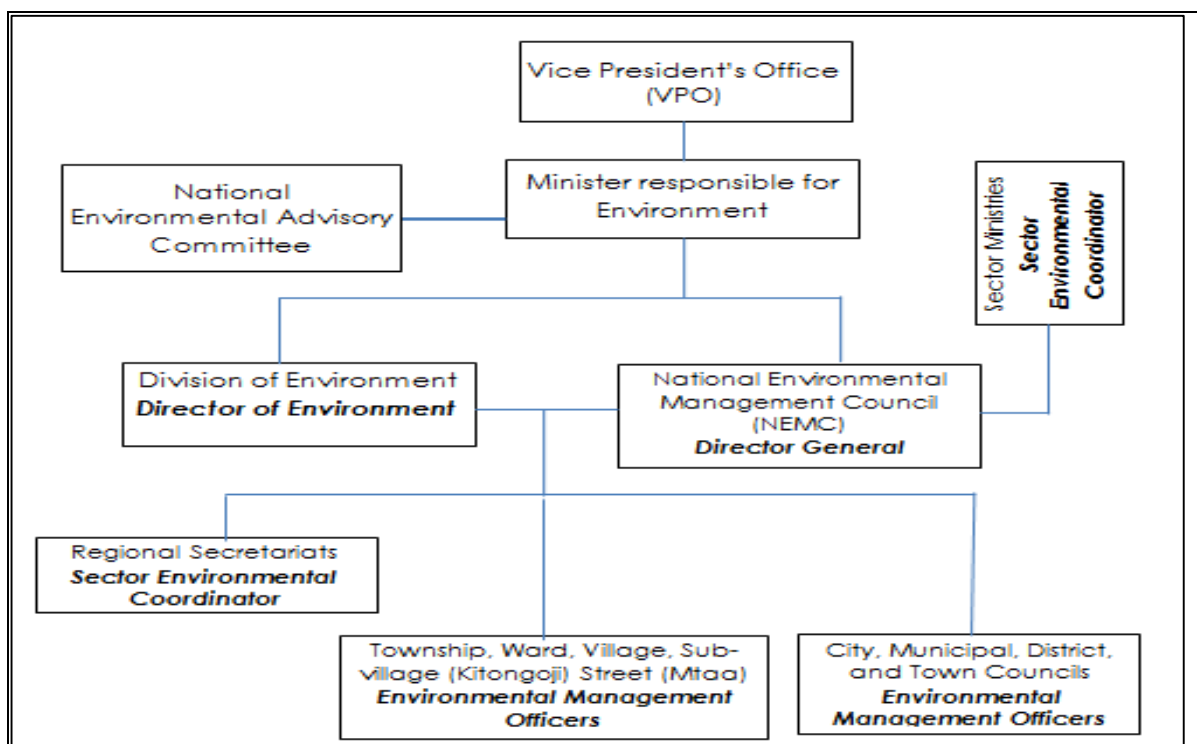 Vice President's Office
(VPO)
National
Environmental Advisory
Committee
Minister responsible for
Environment
Sector Ministries
Sector
Environmental
Coordinator
Division of Environment
Director of Environment
National Environmental
Management Council
(NEMC)
Director General
Regional Secretariats
Sector Environmental
Coordinator
Township, Ward, Village, Sub-
village (Kitongoji) Street (Mtaa)
Environmental Management
Officers
City, Municipal, District,
and Town Councils
Environmental
Management Officers